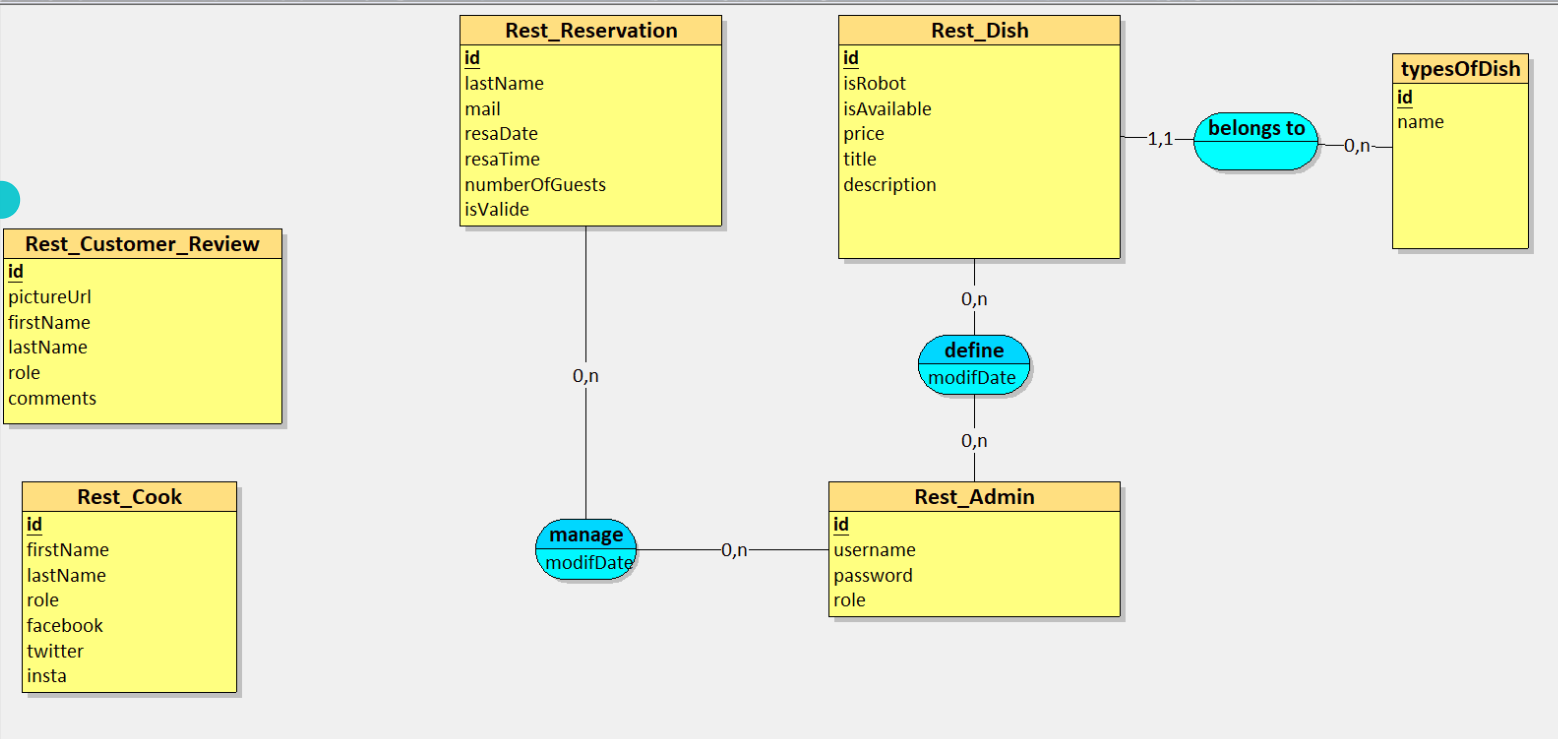 Rest_Reservation
id
lastName
mail
resaDate
resaTime
numberOfGuests
isValide
Rest_Dish
id
isRobot
isAvailable
price
title
description
typesOfDish
id
name
belongs to
1,1
0,n
Rest_Customer_Review
id
pictureUrl
firstName
lastName
role
comments
0,n
define
modifDate
0,n
0,n
Rest_Cook
id
firstName
lastName
role
facebook
twitter
insta
manage
modifDate
0,n
Rest_Admin
id
username
password
role